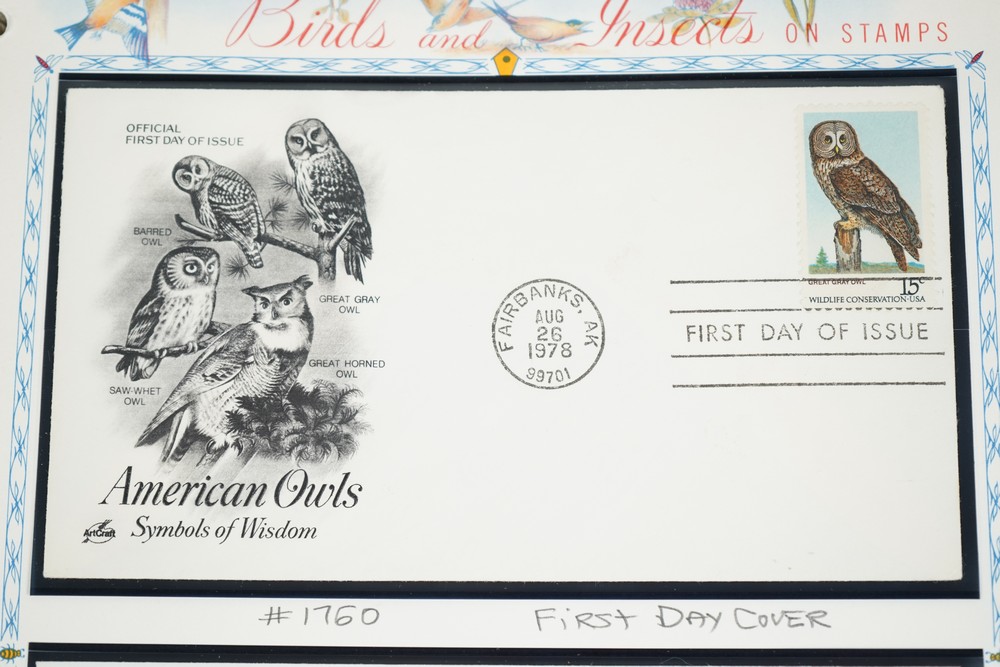 Birds and Insects ON STAMPS
OFFICIAL
FIRST DAY OF ISSUE
BARRED
OWL
GREAT GRAY
OWL
GREAT HORNED
OWL
SAW-WHET
OWL
American Owls
ArtCraft
Symbols of Wisdom
FAIRBANKS, AK
AUG
26
1978
99701
GREAT GRAY OWL
15c
WILDLIFE CONSERVATION·USA
FIRST DAY OF ISSUE
#1760
FIRST DAY COVER